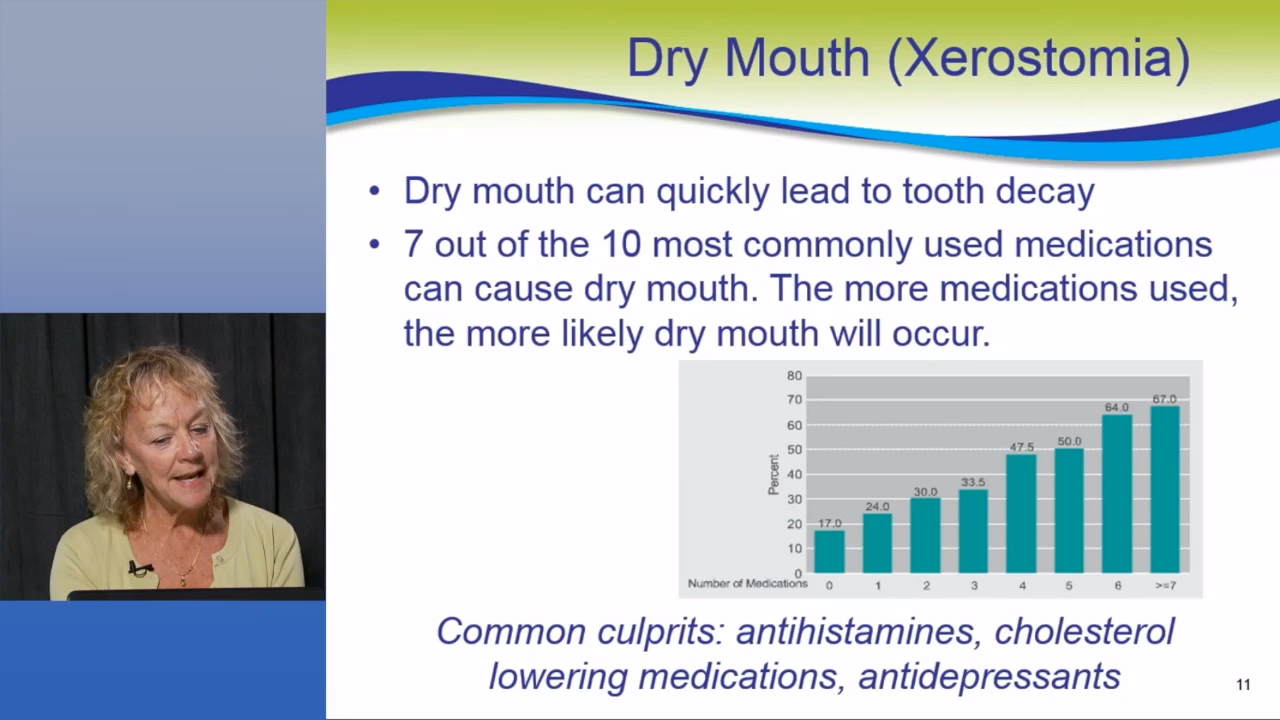 Dry Mouth (Xerostomia)
• Dry mouth can quickly lead to tooth decay
• 7 out of the 10 most commonly used medications
can cause dry mouth. The more medications used,
the more likely dry mouth will occur.
80
70
60
50
40
30
20
10
0
Percent
17.0
24.0
30.0
33.5
47.5
50.0
64.0
67.0
Number of Medications 0 1 2 3 4 5 6 >=7
Common culprits: antihistamines, cholesterol
lowering medications, antidepressants
11